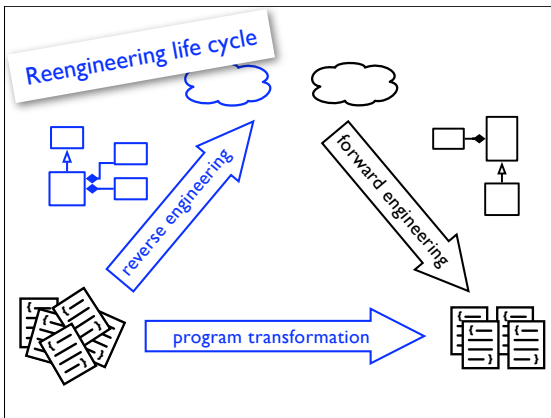 Reengineering life cycle
reverse engineering
forward engineering
program transformation